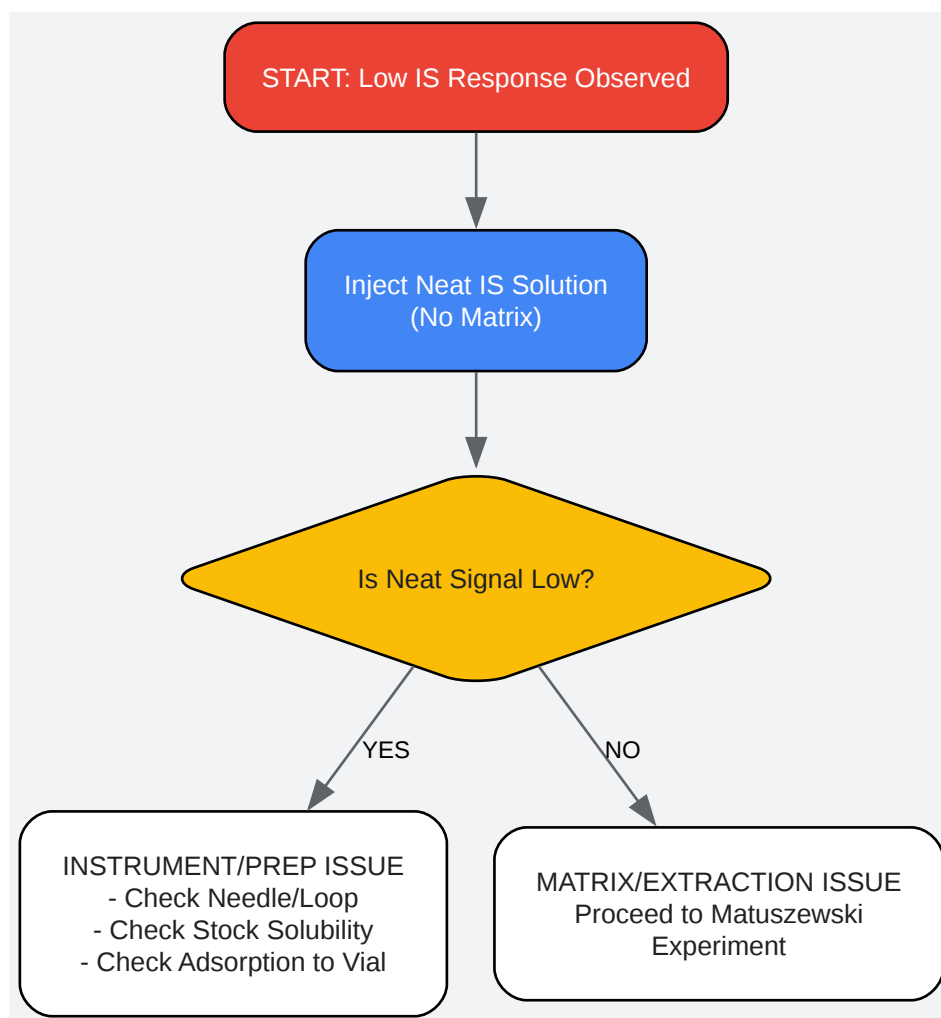 START: Low IS Response Observed
Inject Neat IS Solution
(No Matrix)
Is Neat Signal Low?
YES
NO
INSTRUMENT/PREP ISSUE
- Check Needle/Loop
- Check Stock Solubility
- Check Adsorption to Vial
MATRIX/EXTRACTION ISSUE
Proceed to Matuszewski
Experiment